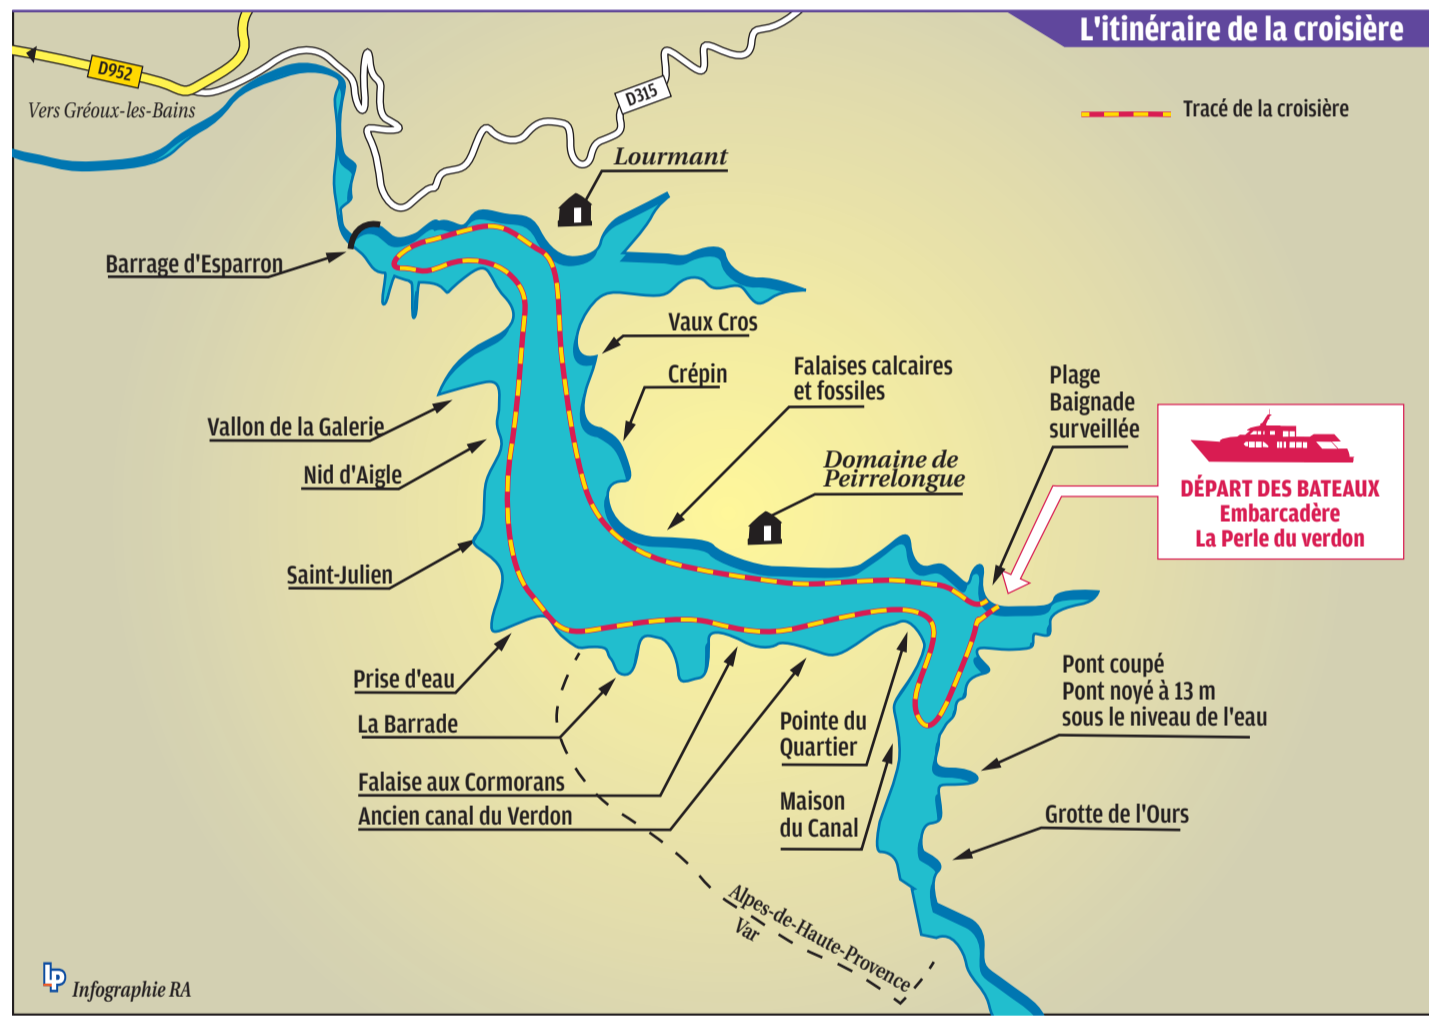 L'itinéraire de la croisière
D952
Vers Gréoux-les-Bains
D315
Tracé de la croisière
Lourmant
Barrage d'Esparron
Vaux Cros
Crépin
Falaises calcaires
et fossiles
Plage
Baignade
surveillée
Vallon de la Galerie
Nid d'Aigle
Domaine de
Peirrelongue
DÉPART DES BATEAUX
Embarcadère
La Perle du verdon
Saint-Julien
Prise d'eau
La Barrade
Pointe du
Quartier
Pont coupé
Pont noyé à 13 m
sous le niveau de l'eau
Falaise aux Cormorans
Ancien canal du Verdon
Maison
du Canal
Grotte de l'Ours
Alpes-de-Haute-Provence
Var
LP
Infographie RA